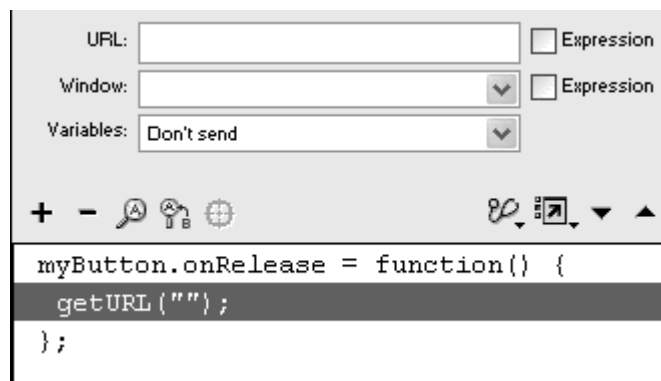 URL: Expression
Window: Expression
Variables: Don't send
myButton.onRelease = function() {
getURL("");
};